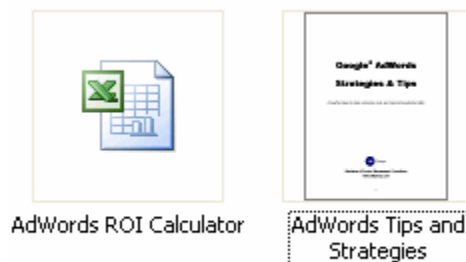 Google® AdWords
Strategies & Tips
AdWords ROI Calculator
AdWords Tips and
Strategies